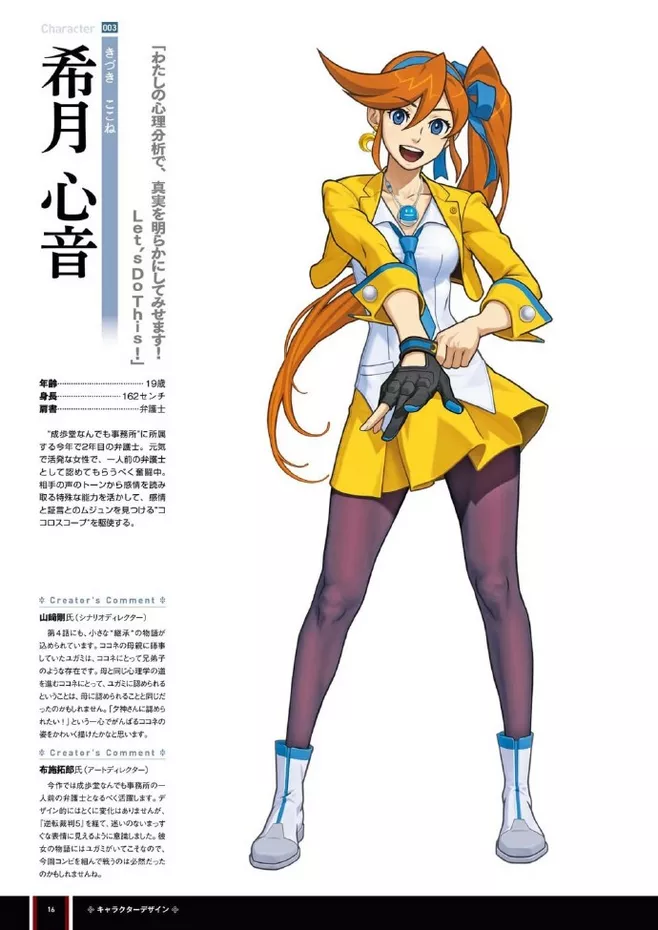 Character 003
きづき ここね
希月 心音
「わたしの心理分析で、真実を明らかにしてみせます!
Let's Do This!」
年齢……………………………19歳
身長……………………162センチ
肩書……………………………弁護士
"成歩堂なんでも事務所"に所属
する今年で2年目の弁護士。元気
で活発な女性で、一人前の弁護士
として認めてもらうべく奮闘中。
相手の声のトーンから感情を読み
取る特殊な能力を活かして、感情
と証言とのムジュンを見つける"コ
コロスコープ"を駆使する。
Creator's Comment
山﨑剛氏(シナリオディレクター)
第4話にも、小さな"継承"の物語が
込められています。ココネの母親に師事
していたユガミは、ココネにとって兄弟子
のような存在です。母と同じ心理学の道
を進むココネにとって、ユガミに認められる
ということは、母に認められることと同じだ
ったのかもしれません。「夕神さんに認めら
れたい!」という一心でがんばるココネの
姿をかわいく描けたかなと思います。
Creator's Comment
布施拓郎氏(アートディレクター)
今作では成歩堂なんでも事務所の一
人前の弁護士となるべく活躍します。デ
ザイン的にはとくに変化はありませんが、
『逆転裁判5』を経て、迷いのないまっす
ぐな表情に見えるように意識しました。彼
女の物語にはユガミがいてこそなので、
今回コンビを組んで戦うのは必然だった
のかもしれませんね。
16 キャラクターデザイン